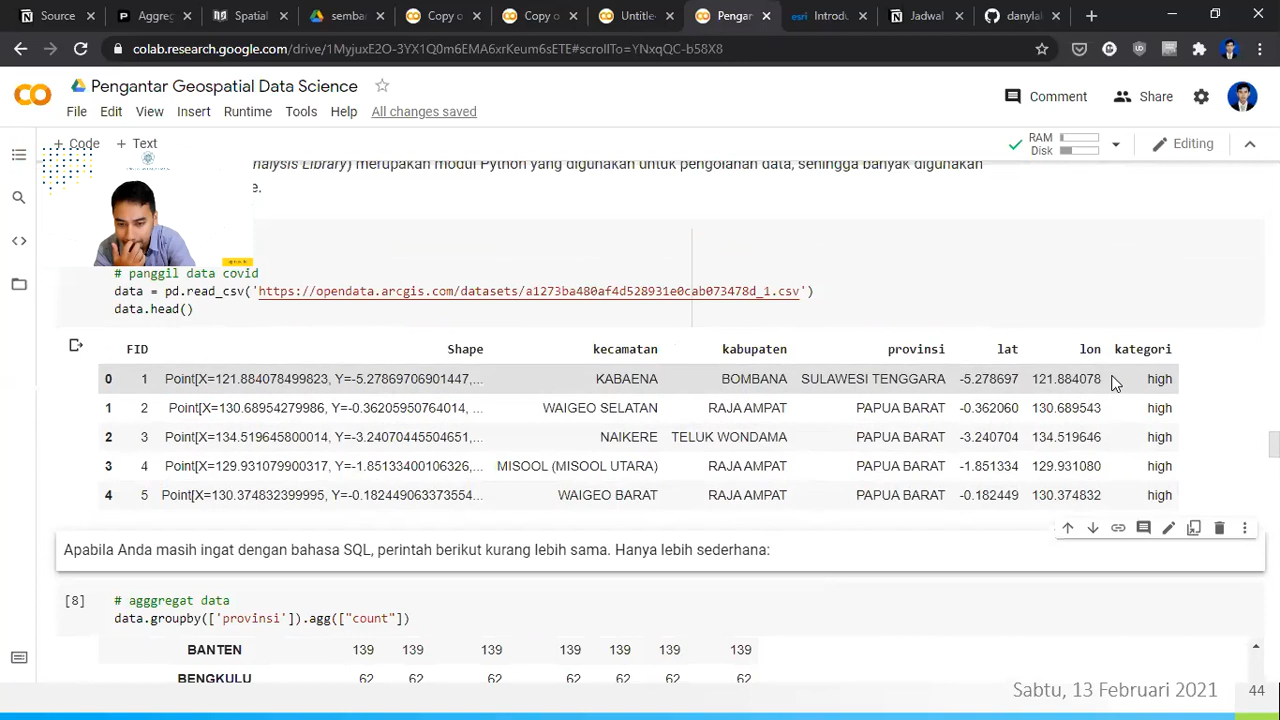 Source
Aggre
Spatial
semba
Copy o
Copy o
Untitle
Pengar
esri Introdu
Jadwal
danylal
colab.research.google.com/drive/1MyjuxE2O-3YX1Q0m6EMA6xrKeum6sETE#scrollTo=YNxqQC-b58X8
Pengantar Geospatial Data Science
Comment Share
File Edit View Insert Runtime Tools Help All changes saved
+ Code + Text
RAM
Disk
Editing
nalysis Library) merupakan modul Python yang digunakan untuk pengolahan data, sehingga banyak digunakan
e.
# panggil data covid
data = pd.read_csv('https://opendata.arcgis.com/datasets/a1273ba480af4d528931e0cab073478d_1.csv')
data.head()
FID Shape kecamatan kabupaten provinsi lat lon kategori
0 1 Point[X=121.884078499823, Y=-5.27869706901447,... KABAENA BOMBANA SULAWESI TENGGARA -5.278697 121.884078 high
1 2 Point[X=130.68954279986, Y=-0.36205950764014, ... WAIGEO SELATAN RAJA AMPAT PAPUA BARAT -0.362060 130.689543 high
2 3 Point[X=134.519645800014, Y=-3.24070445504651,... NAIKERE TELUK WONDAMA PAPUA BARAT -3.240704 134.519646 high
3 4 Point[X=129.931079900317, Y=-1.85133400106326,... MISOOL (MISOOL UTARA) RAJA AMPAT PAPUA BARAT -1.851334 129.931080 high
4 5 Point[X=130.374832399995, Y=-0.182449063373554... WAIGEO BARAT RAJA AMPAT PAPUA BARAT -0.182449 130.374832 high
Apabila Anda masih ingat dengan bahasa SQL, perintah berikut kurang lebih sama. Hanya lebih sederhana:
[8] # agggregat data
data.groupby(['provinsi']).agg(["count"])
BANTEN 139 139 139 139 139 139 139
BENGKULU 62 62 62 62 62 62 62
Sabtu, 13 Februari 2021 44